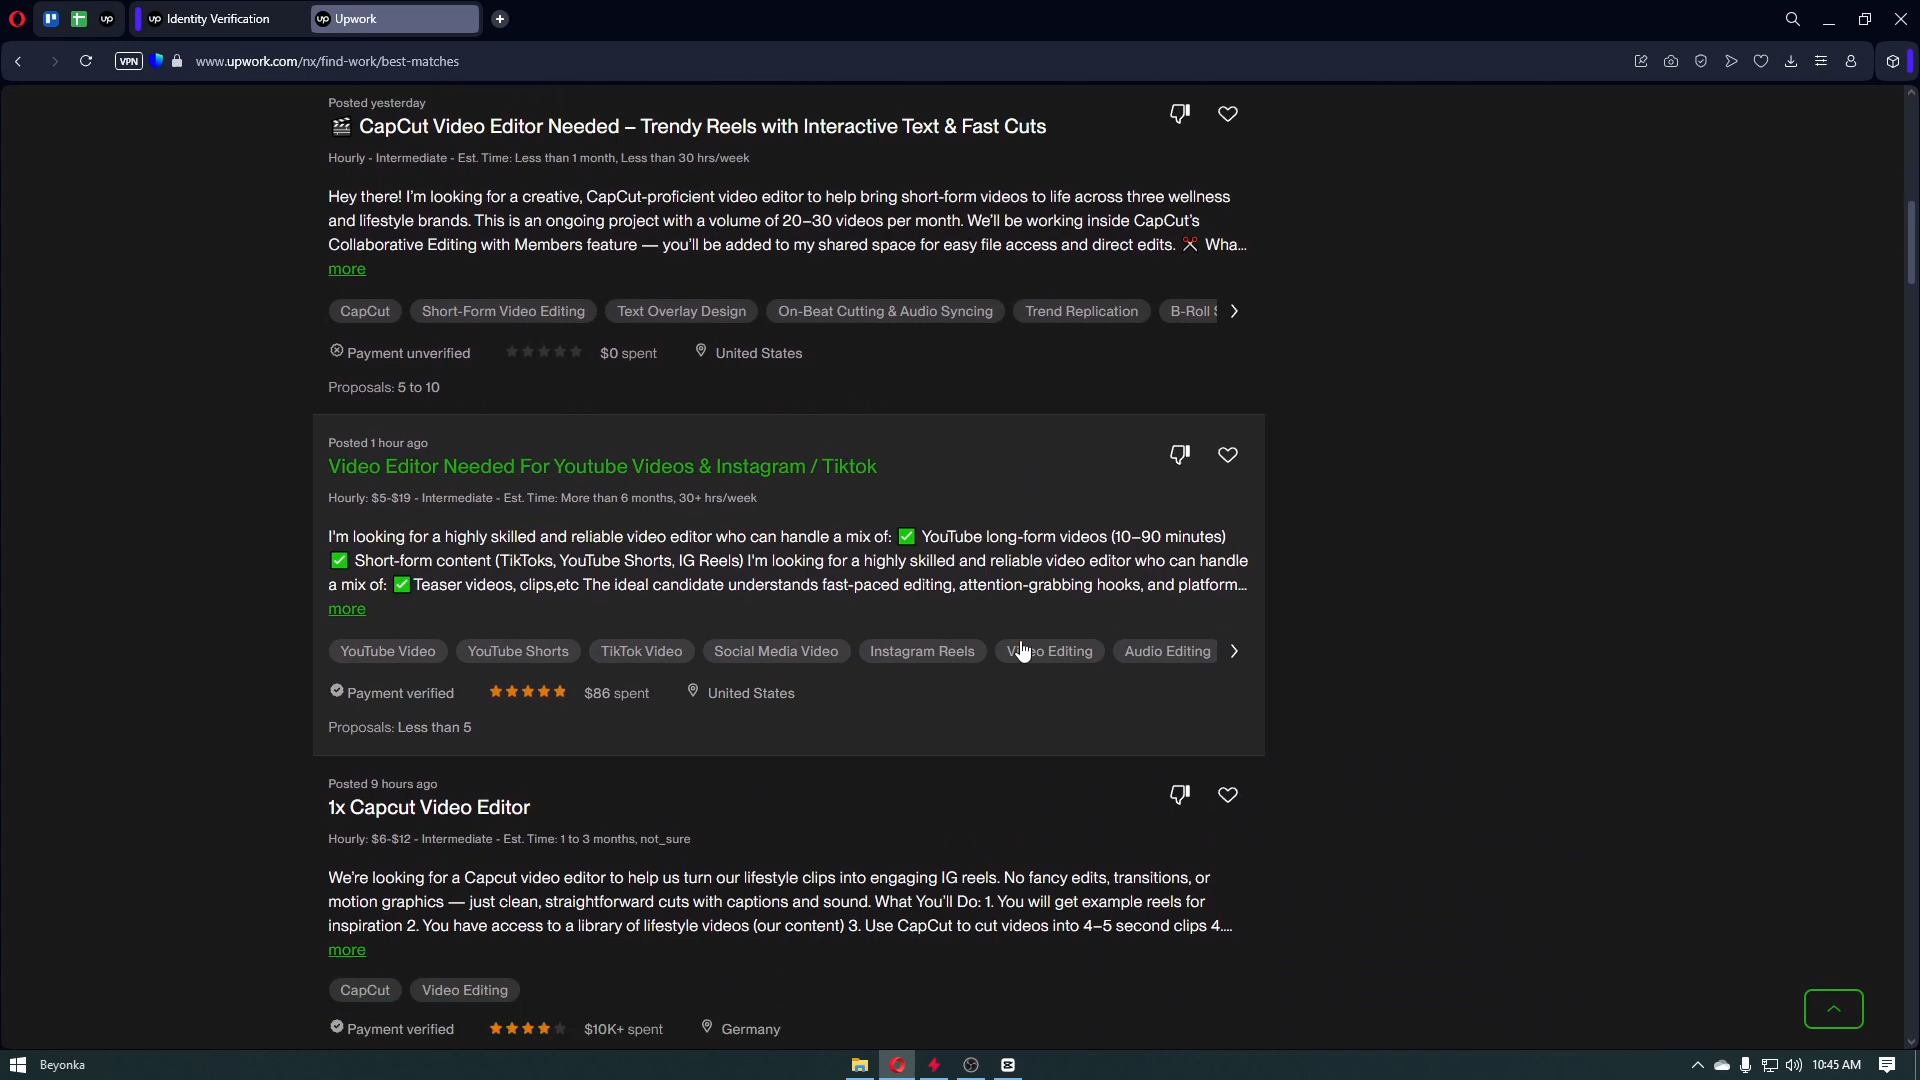 Identity Verification
Upwork
VPN
www.upwork.com/nx/find-work/best-matches
Posted yesterday
🎬 CapCut Video Editor Needed – Trendy Reels with Interactive Text & Fast Cuts
Hourly - Intermediate - Est. Time: Less than 1 month, Less than 30 hrs/week
Hey there! I'm looking for a creative, CapCut-proficient video editor to help bring short-form videos to life across three wellness
and lifestyle brands. This is an ongoing project with a volume of 20–30 videos per month. We'll be working inside CapCut's
Collaborative Editing with Members feature — you'll be added to my shared space for easy file access and direct edits. ✂️ Wha...
more
CapCut Short-Form Video Editing Text Overlay Design On-Beat Cutting & Audio Syncing Trend Replication B-Roll
Payment unverified $0 spent United States
Proposals: 5 to 10
Posted 1 hour ago
Video Editor Needed For Youtube Videos & Instagram / Tiktok
Hourly: $5-$19 - Intermediate - Est. Time: More than 6 months, 30+ hrs/week
I'm looking for a highly skilled and reliable video editor who can handle a mix of: ✅ YouTube long-form videos (10–90 minutes)
✅ Short-form content (TikToks, YouTube Shorts, IG Reels) I'm looking for a highly skilled and reliable video editor who can handle
a mix of: ✅ Teaser videos, clips,etc The ideal candidate understands fast-paced editing, attention-grabbing hooks, and platform...
more
YouTube Video YouTube Shorts TikTok Video Social Media Video Instagram Reels Video Editing Audio Editing
Payment verified $86 spent United States
Proposals: Less than 5
Posted 9 hours ago
1x Capcut Video Editor
Hourly: $6-$12 - Intermediate - Est. Time: 1 to 3 months, not_sure
We're looking for a Capcut video editor to help us turn our lifestyle clips into engaging IG reels. No fancy edits, transitions, or
motion graphics — just clean, straightforward cuts with captions and sound. What You'll Do: 1. You will get example reels for
inspiration 2. You have access to a library of lifestyle videos (our content) 3. Use CapCut to cut videos into 4–5 second clips 4....
more
CapCut Video Editing
Payment verified $10K+ spent Germany
Beyonka
10:45 AM